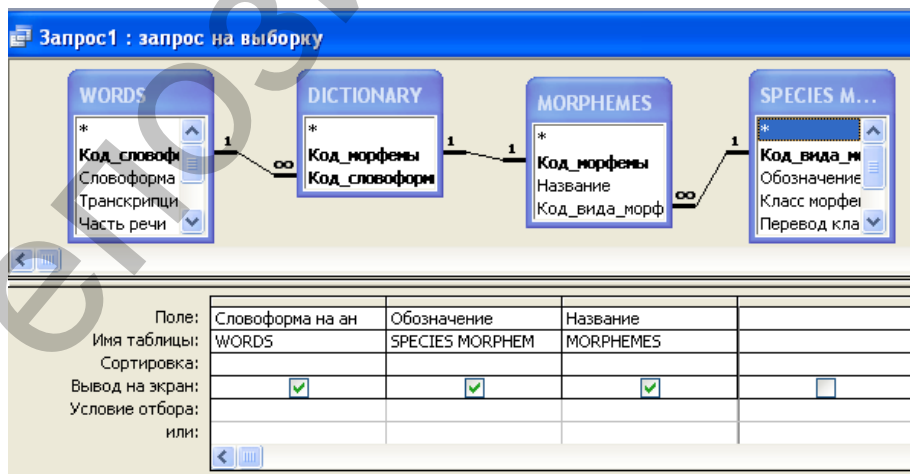 Запрос1 : запрос на выборку
WORDS
*
Код_словоф
Словоформа
Транскрипци
Часть речи
1
∞
DICTIONARY
*
Код_морфемы
Код_словоформ
1
1
MORPHEMES
*
Код_морфемы
Название
Код_вида_морф
∞
1
SPECIES M...
*
Код_вида_м
Обозначение
Класс морфе
Перевод кла
Поле: Словоформа на ан Обозначение Название
Имя таблицы: WORDS SPECIES MORPHEM MORPHEMES
Сортировка:
Вывод на экран:
Условие отбора:
или:
епози